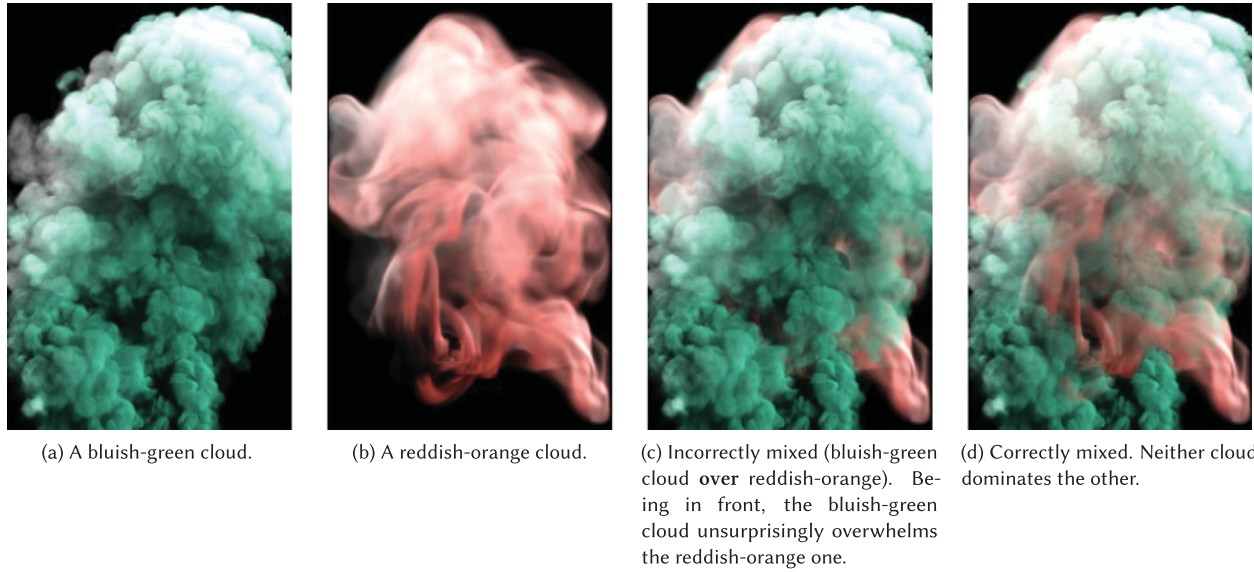 (a) A bluish-green cloud.
(b) A reddish-orange cloud.
(c) Incorrectly mixed (bluish-green
cloud over reddish-orange). Be-
ing in front, the bluish-green
cloud unsurprisingly overwhelms
the reddish-orange one.
(d) Correctly mixed. Neither cloud
dominates the other.